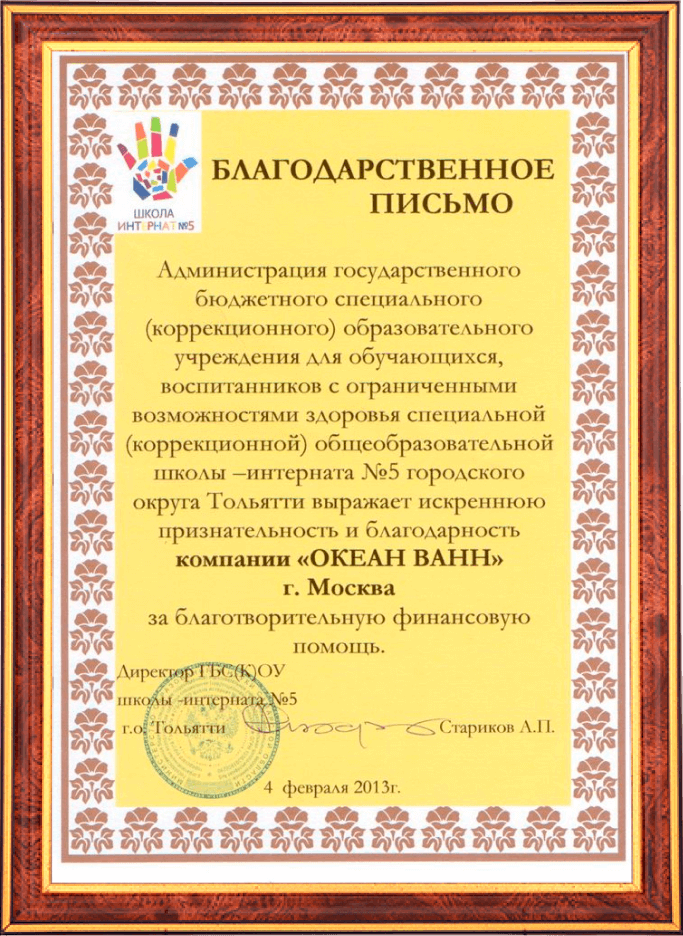 ШКОЛА
ИНТЕРНАТ №5
БЛАГОДАРСТВЕННОЕ
ПИСЬМО
Администрация государственного
бюджетного специального
(коррекционного) образовательного
учреждения для обучающихся,
воспитанников с ограниченными
возможностями здоровья специальной
(коррекционной) общеобразовательной
школы –интерната №5 городского
округа Тольятти выражает искреннюю
признательность и благодарность
компании «ОКЕАН ВАНН»
г. Москва
за благотворительную финансовую
помощь.
Директор ГБС(К)ОУ
школы -интерната №5
г.о. Тольятти Стариков А.П.
4 февраля 2013г.